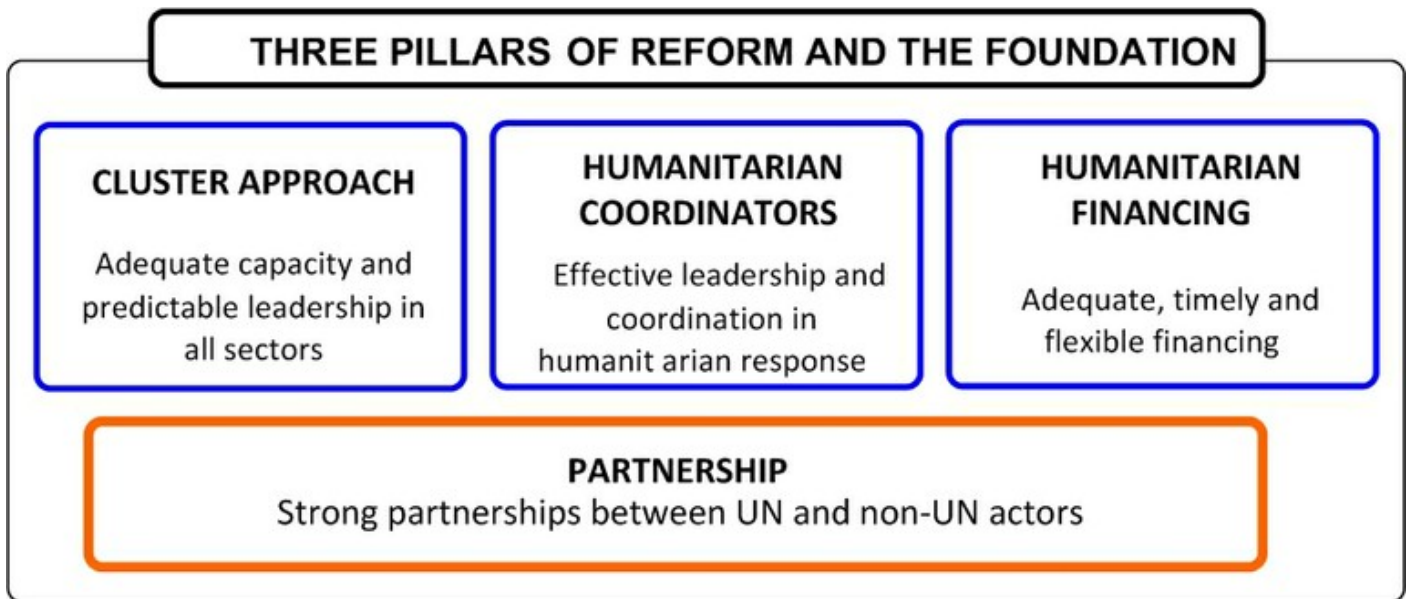 THREE PILLARS OF REFORM AND THE FOUNDATION
CLUSTER APPROACH
Adequate capacity and
predictable leadership in
all sectors
HUMANITARIAN
COORDINATORS
Effective leadership and
coordination in
humanit arian response
HUMANITARIAN
FINANCING
Adequate, timely and
flexible financing
PARTNERSHIP
Strong partnerships between UN and non-UN actors